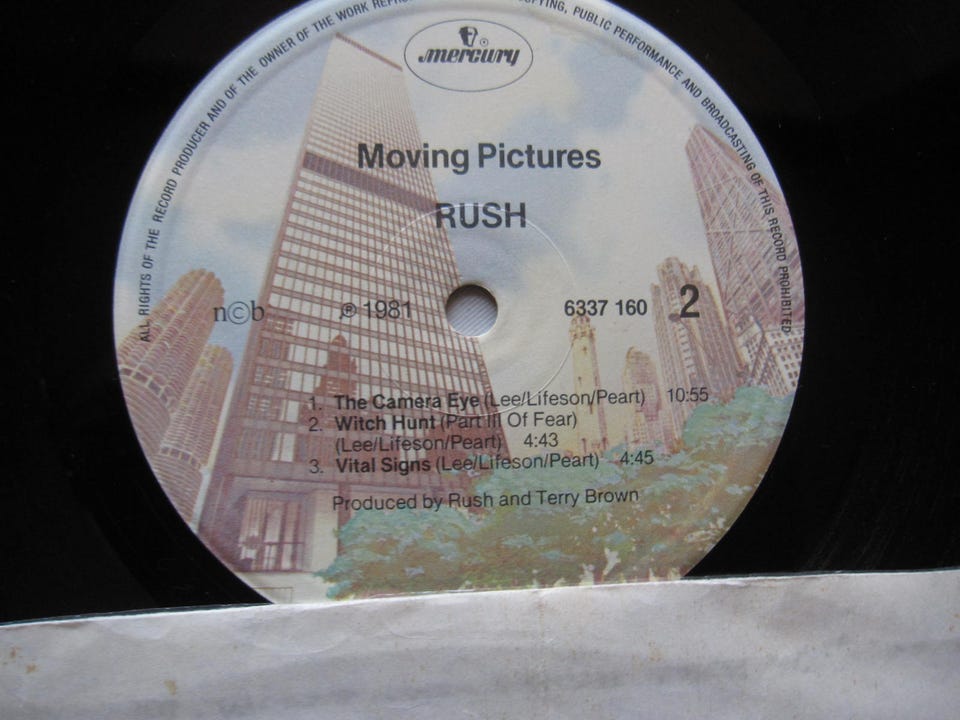 ALL RIGHTS OF THE RECORD PRODUCER AND OF THE OWNER OF THE WORK
COPYING, PUBLIC PERFORMANCE AND BROADCASTING OF THIS RECORD PROHIBITED
mercury
Moving Pictures
RUSH
n©b ℗ 1981 6337 160 2
1. The Camera Eye (Lee/Lifeson/Peart) 10:55
2. Witch Hunt (Part III Of Fear)
(Lee/Lifeson/Peart) 4:43
3. Vital Signs (Lee/Lifeson/Peart) 4:45
Produced by Rush and Terry Brown